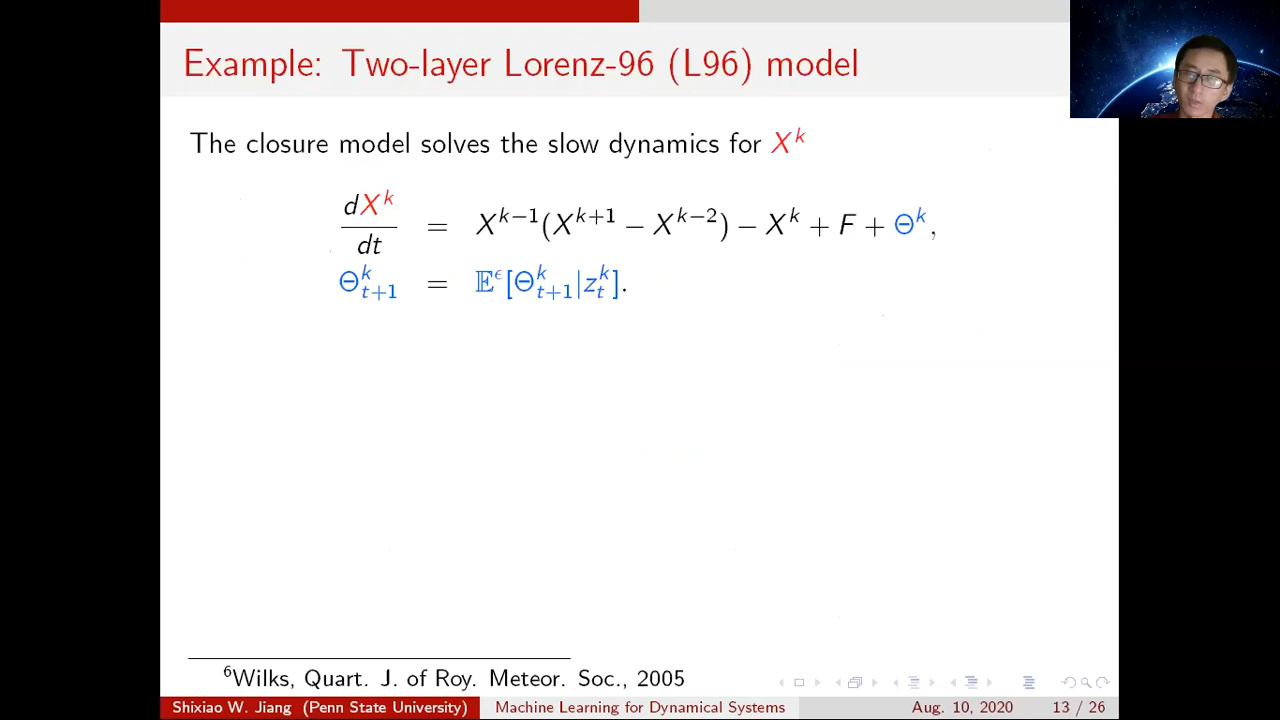 Example: Two-layer Lorenz-96 (L96) model
The closure model solves the slow dynamics for X^k
dX^k/dt = X^{k−1}(X^{k+1} − X^{k−2}) − X^k + F + Θ^k,
Θ^k_{t+1} = 𝔼^ϵ[Θ^k_{t+1}|z^k_t].
⁶Wilks, Quart. J. of Roy. Meteor. Soc., 2005
Shixiao W. Jiang (Penn State University) Machine Learning for Dynamical Systems Aug. 10, 2020 13 / 26